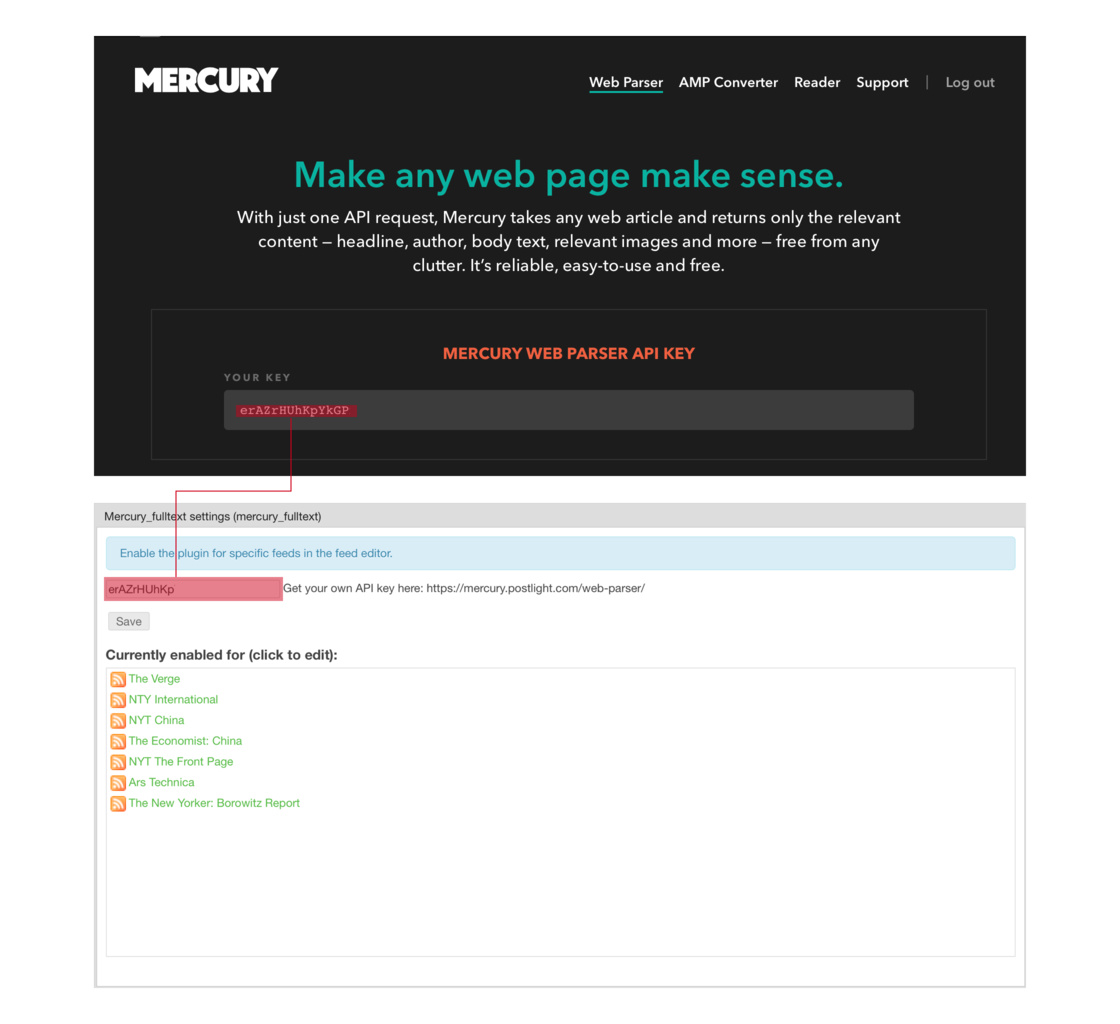 MERCURY
Web Parser AMP Converter Reader Support | Log out
Make any web page make sense.
With just one API request, Mercury takes any web article and returns only the relevant
content — headline, author, body text, relevant images and more — free from any
clutter. It's reliable, easy-to-use and free.
MERCURY WEB PARSER API KEY
YOUR KEY
erAZrHUhKpYkGP
Mercury_fulltext settings (mercury_fulltext)
Enable the plugin for specific feeds in the feed editor.
erAZrHUhKp Get your own API key here: https://mercury.postlight.com/web-parser/
Save
Currently enabled for (click to edit):
The Verge
NTY International
NYT China
The Economist: China
NYT The Front Page
Ars Technica
The New Yorker: Borowitz Report